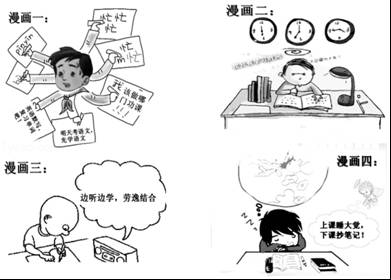 漫画一：
忙
忙忙
忙忙
我该做哪
门功课
！！
明天考语文，
先学语文
漫画二：
漫画三：
边听边学，劳逸结合
漫画四：
zZZ
上课睡大觉，
下课抄笔记！